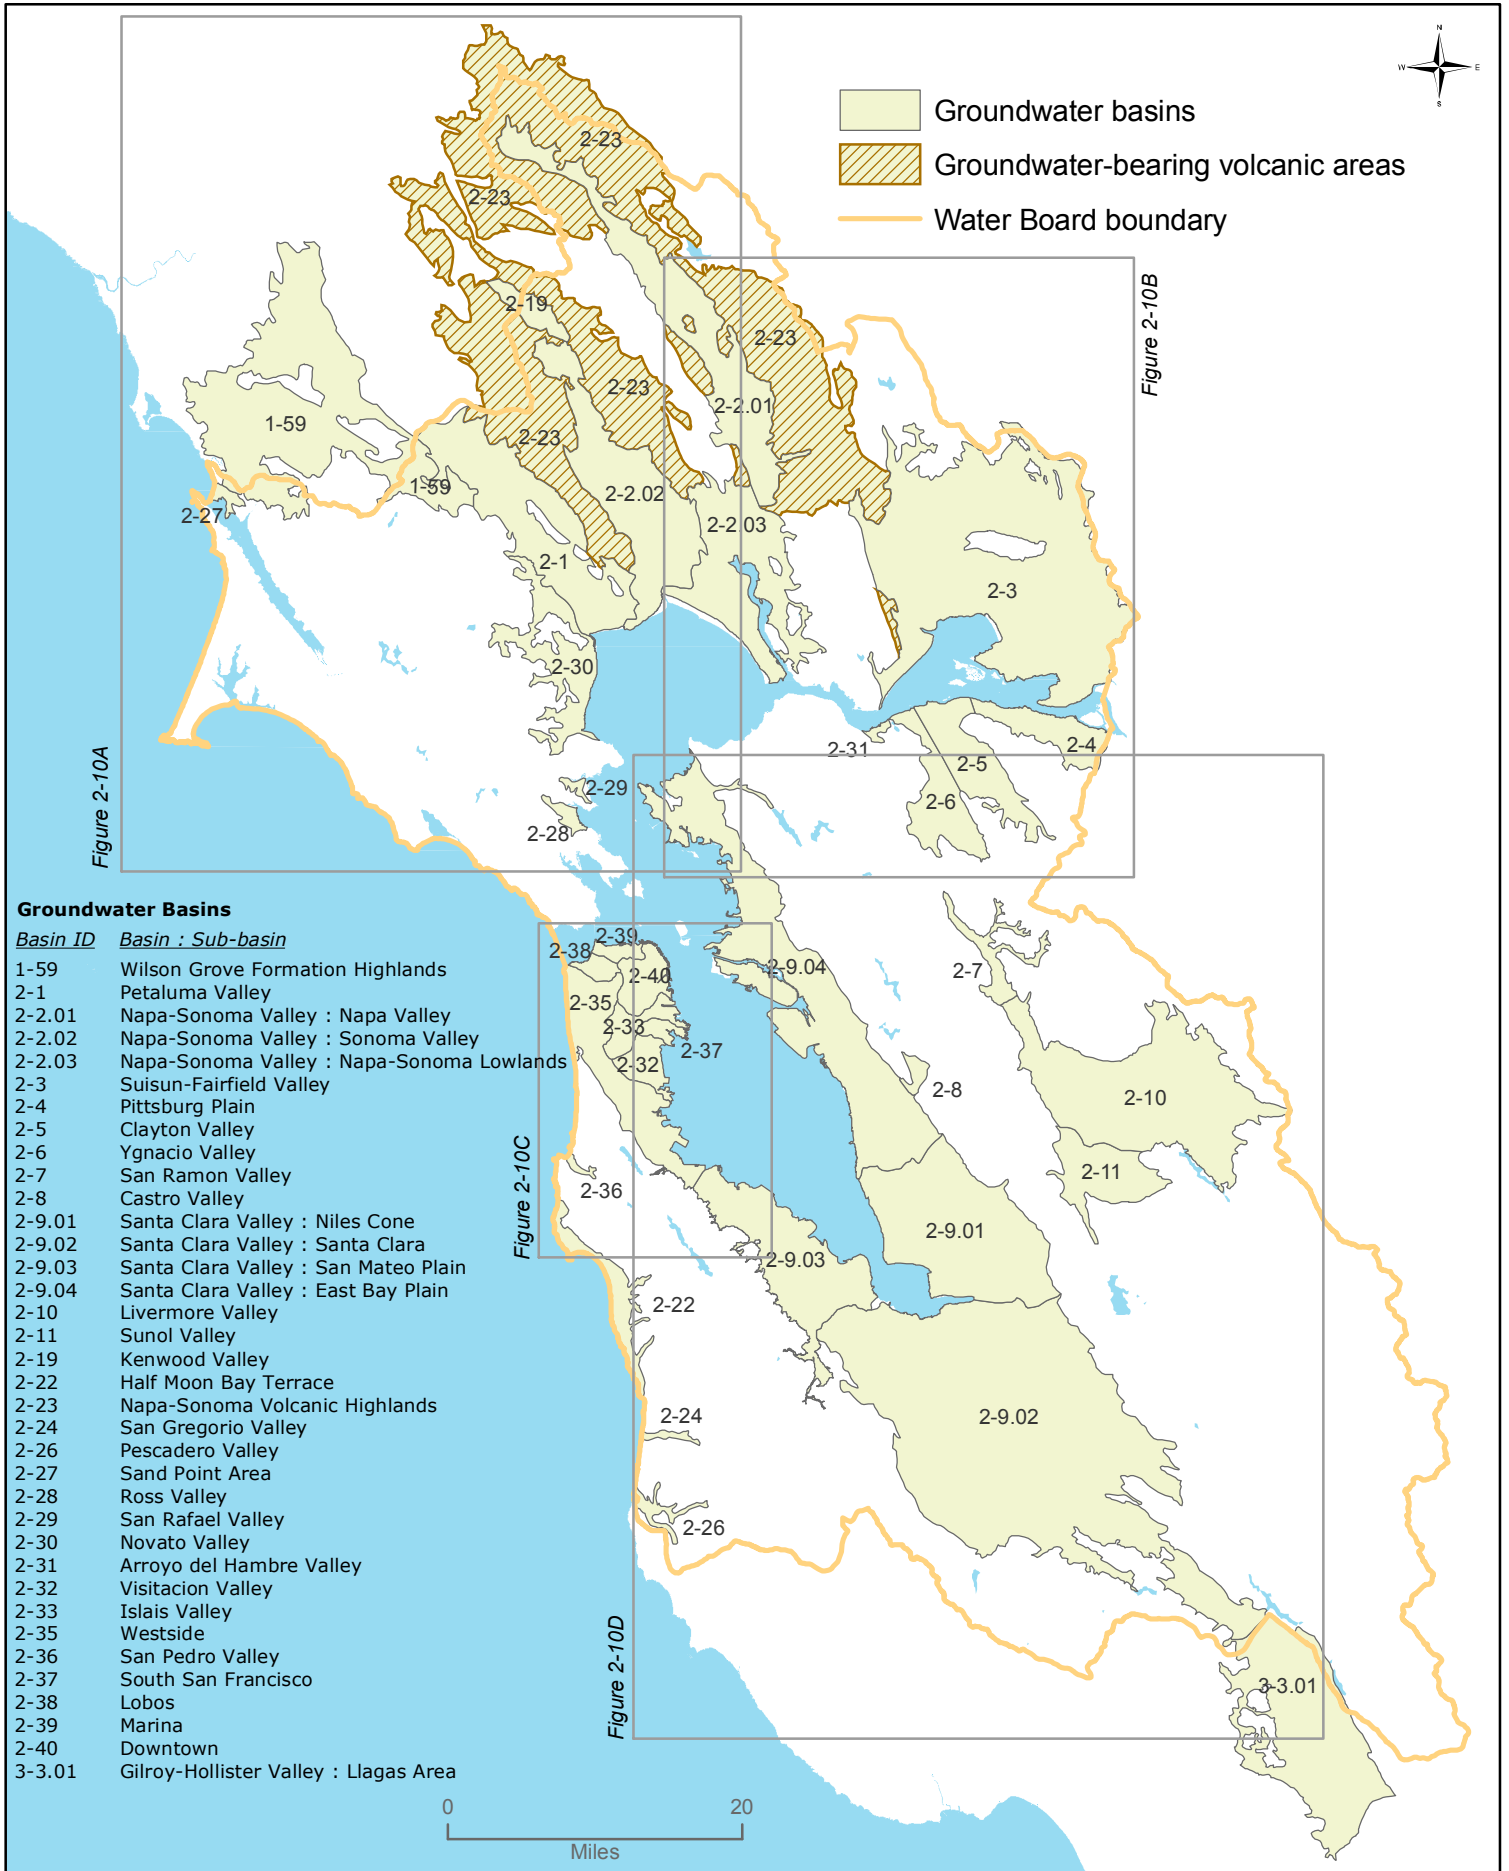 N
W
E
S
Groundwater basins
Groundwater-bearing volcanic areas
Water Board boundary
2-23
2-23
2-19
2-23
2-23
2-2.01
2-23
1-59
1-59
2-2.02
2-27
2-2.03
2-1
2-3
2-30
2-31
2-4
2-5
2-29
2-6
2-28
Figure 2-10A
Figure 2-10B
2-39
2-38
2-40
2-9.04
2-7
2-35
2-33
2-37
2-32
2-8
2-10
2-11
2-36
2-9.01
2-9.03
2-22
2-24
2-9.02
2-26
3-3.01
Figure 2-10C
Figure 2-10D
Groundwater Basins
Basin ID Basin : Sub-basin
1-59 Wilson Grove Formation Highlands
2-1 Petaluma Valley
2-2.01 Napa-Sonoma Valley : Napa Valley
2-2.02 Napa-Sonoma Valley : Sonoma Valley
2-2.03 Napa-Sonoma Valley : Napa-Sonoma Lowlands
2-3 Suisun-Fairfield Valley
2-4 Pittsburg Plain
2-5 Clayton Valley
2-6 Ygnacio Valley
2-7 San Ramon Valley
2-8 Castro Valley
2-9.01 Santa Clara Valley : Niles Cone
2-9.02 Santa Clara Valley : Santa Clara
2-9.03 Santa Clara Valley : San Mateo Plain
2-9.04 Santa Clara Valley : East Bay Plain
2-10 Livermore Valley
2-11 Sunol Valley
2-19 Kenwood Valley
2-22 Half Moon Bay Terrace
2-23 Napa-Sonoma Volcanic Highlands
2-24 San Gregorio Valley
2-26 Pescadero Valley
2-27 Sand Point Area
2-28 Ross Valley
2-29 San Rafael Valley
2-30 Novato Valley
2-31 Arroyo del Hambre Valley
2-32 Visitacion Valley
2-33 Islais Valley
2-35 Westside
2-36 San Pedro Valley
2-37 South San Francisco
2-38 Lobos
2-39 Marina
2-40 Downtown
3-3.01 Gilroy-Hollister Valley : Llagas Area
0 20
Miles